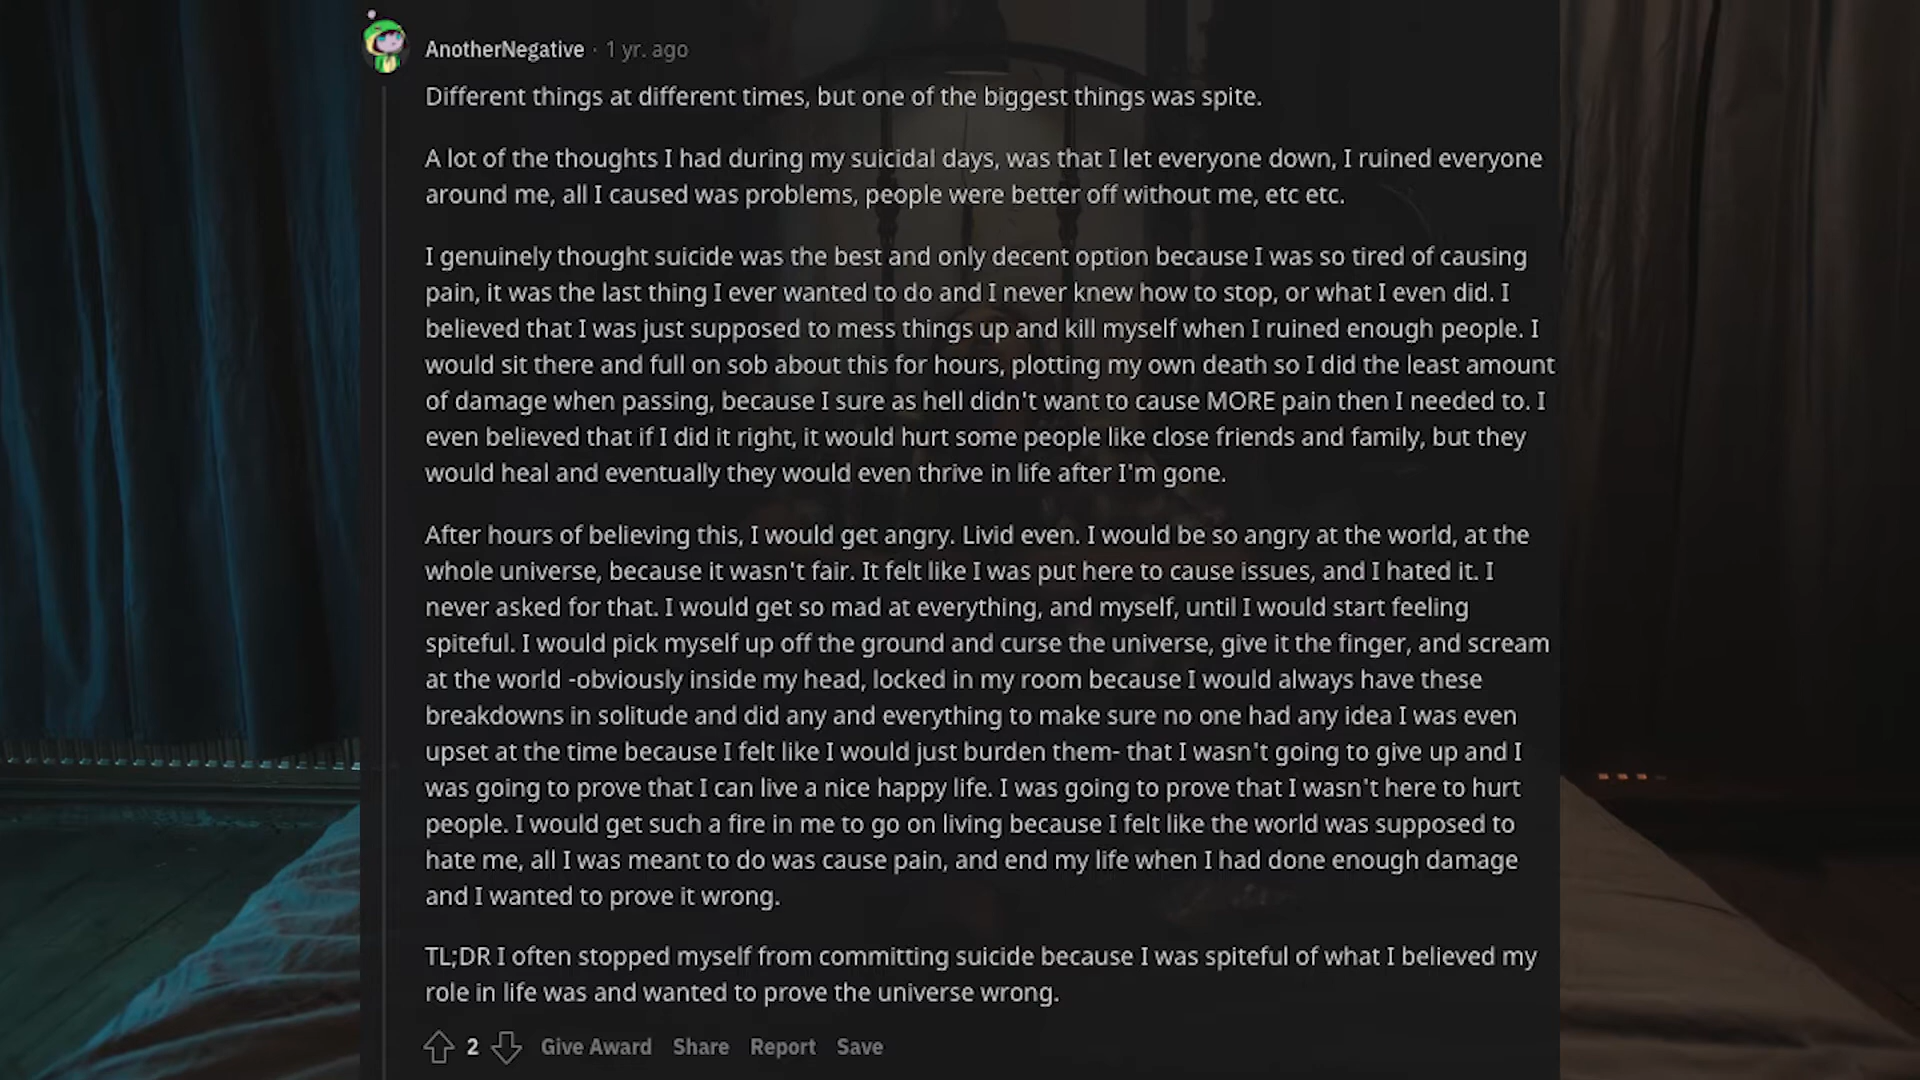 AnotherNegative · 1 yr. ago
Different things at different times, but one of the biggest things was spite.
A lot of the thoughts I had during my suicidal days, was that I let everyone down, I ruined everyone
around me, all I caused was problems, people were better off without me, etc etc.
I genuinely thought suicide was the best and only decent option because I was so tired of causing
pain, it was the last thing I ever wanted to do and I never knew how to stop, or what I even did. I
believed that I was just supposed to mess things up and kill myself when I ruined enough people. I
would sit there and full on sob about this for hours, plotting my own death so I did the least amount
of damage when passing, because I sure as hell didn't want to cause MORE pain then I needed to. I
even believed that if I did it right, it would hurt some people like close friends and family, but they
would heal and eventually they would even thrive in life after I'm gone.
After hours of believing this, I would get angry. Livid even. I would be so angry at the world, at the
whole universe, because it wasn't fair. It felt like I was put here to cause issues, and I hated it. I
never asked for that. I would get so mad at everything, and myself, until I would start feeling
spiteful. I would pick myself up off the ground and curse the universe, give it the finger, and scream
at the world -obviously inside my head, locked in my room because I would always have these
breakdowns in solitude and did any and everything to make sure no one had any idea I was even
upset at the time because I felt like I would just burden them- that I wasn't going to give up and I
was going to prove that I can live a nice happy life. I was going to prove that I wasn't here to hurt
people. I would get such a fire in me to go on living because I felt like the world was supposed to
hate me, all I was meant to do was cause pain, and end my life when I had done enough damage
and I wanted to prove it wrong.
TL;DR I often stopped myself from committing suicide because I was spiteful of what I believed my
role in life was and wanted to prove the universe wrong.
2 Give Award Share Report Save